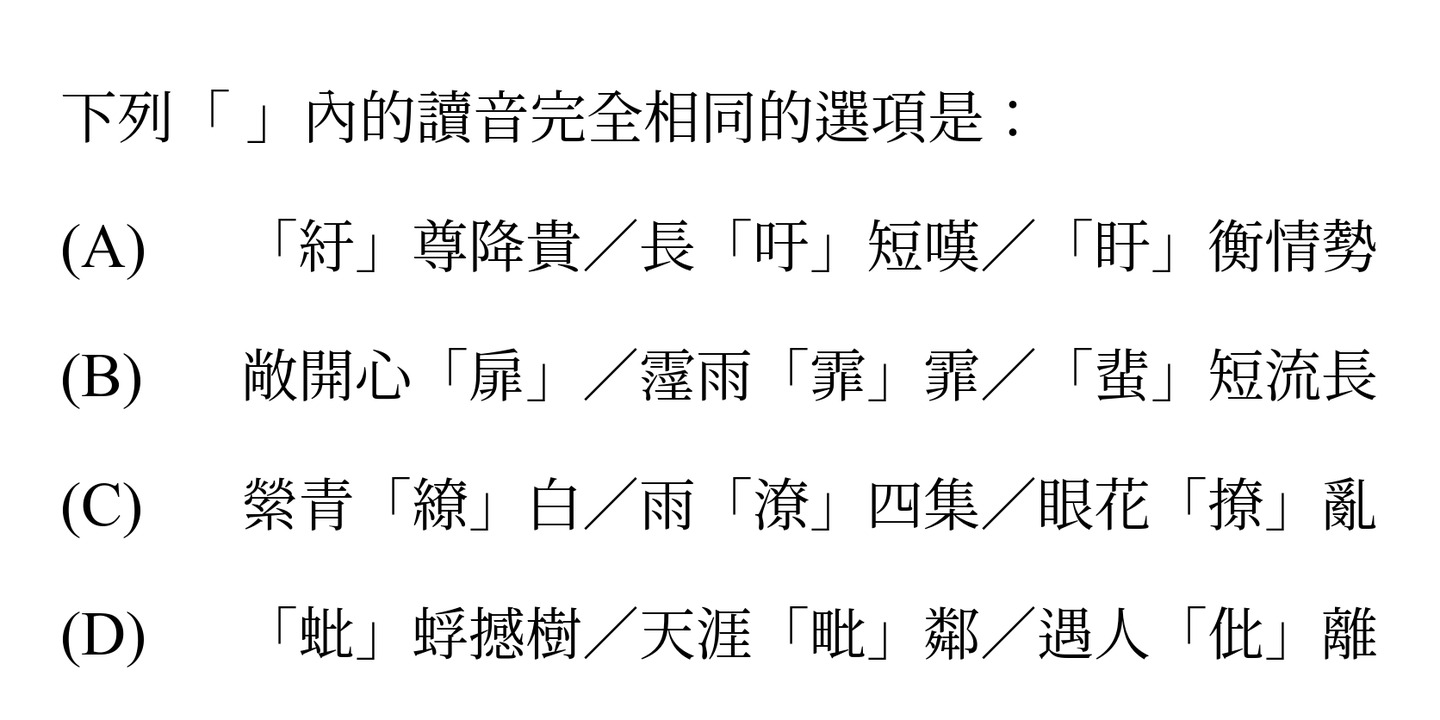 下列「 」內的讀音完全相同的選項是：
(A) 「紆」尊降貴／長「吁」短嘆／「盱」衡情勢
(B) 敞開心「扉」／霪雨「霏」霏／「蜚」短流長
(C) 縈青「繚」白／雨「潦」四集／眼花「撩」亂
(D) 「蚍」蜉撼樹／天涯「毗」鄰／遇人「仳」離